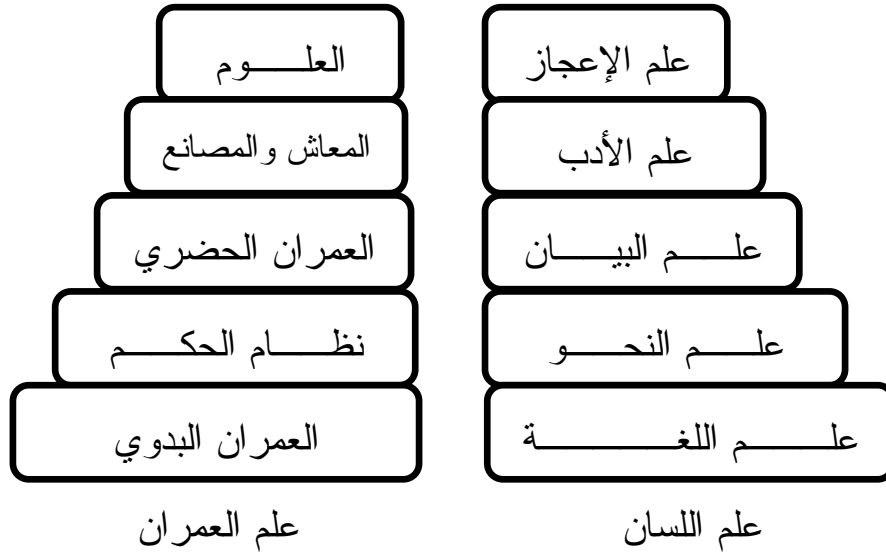 علم الإعجاز
علم الأدب
علم البيان
علم النحو
علم اللغة
علم اللسان
العلوم
المعاش والمصانع
العمران الحضري
نظام الحكم
العمران البدوي
علم العمران